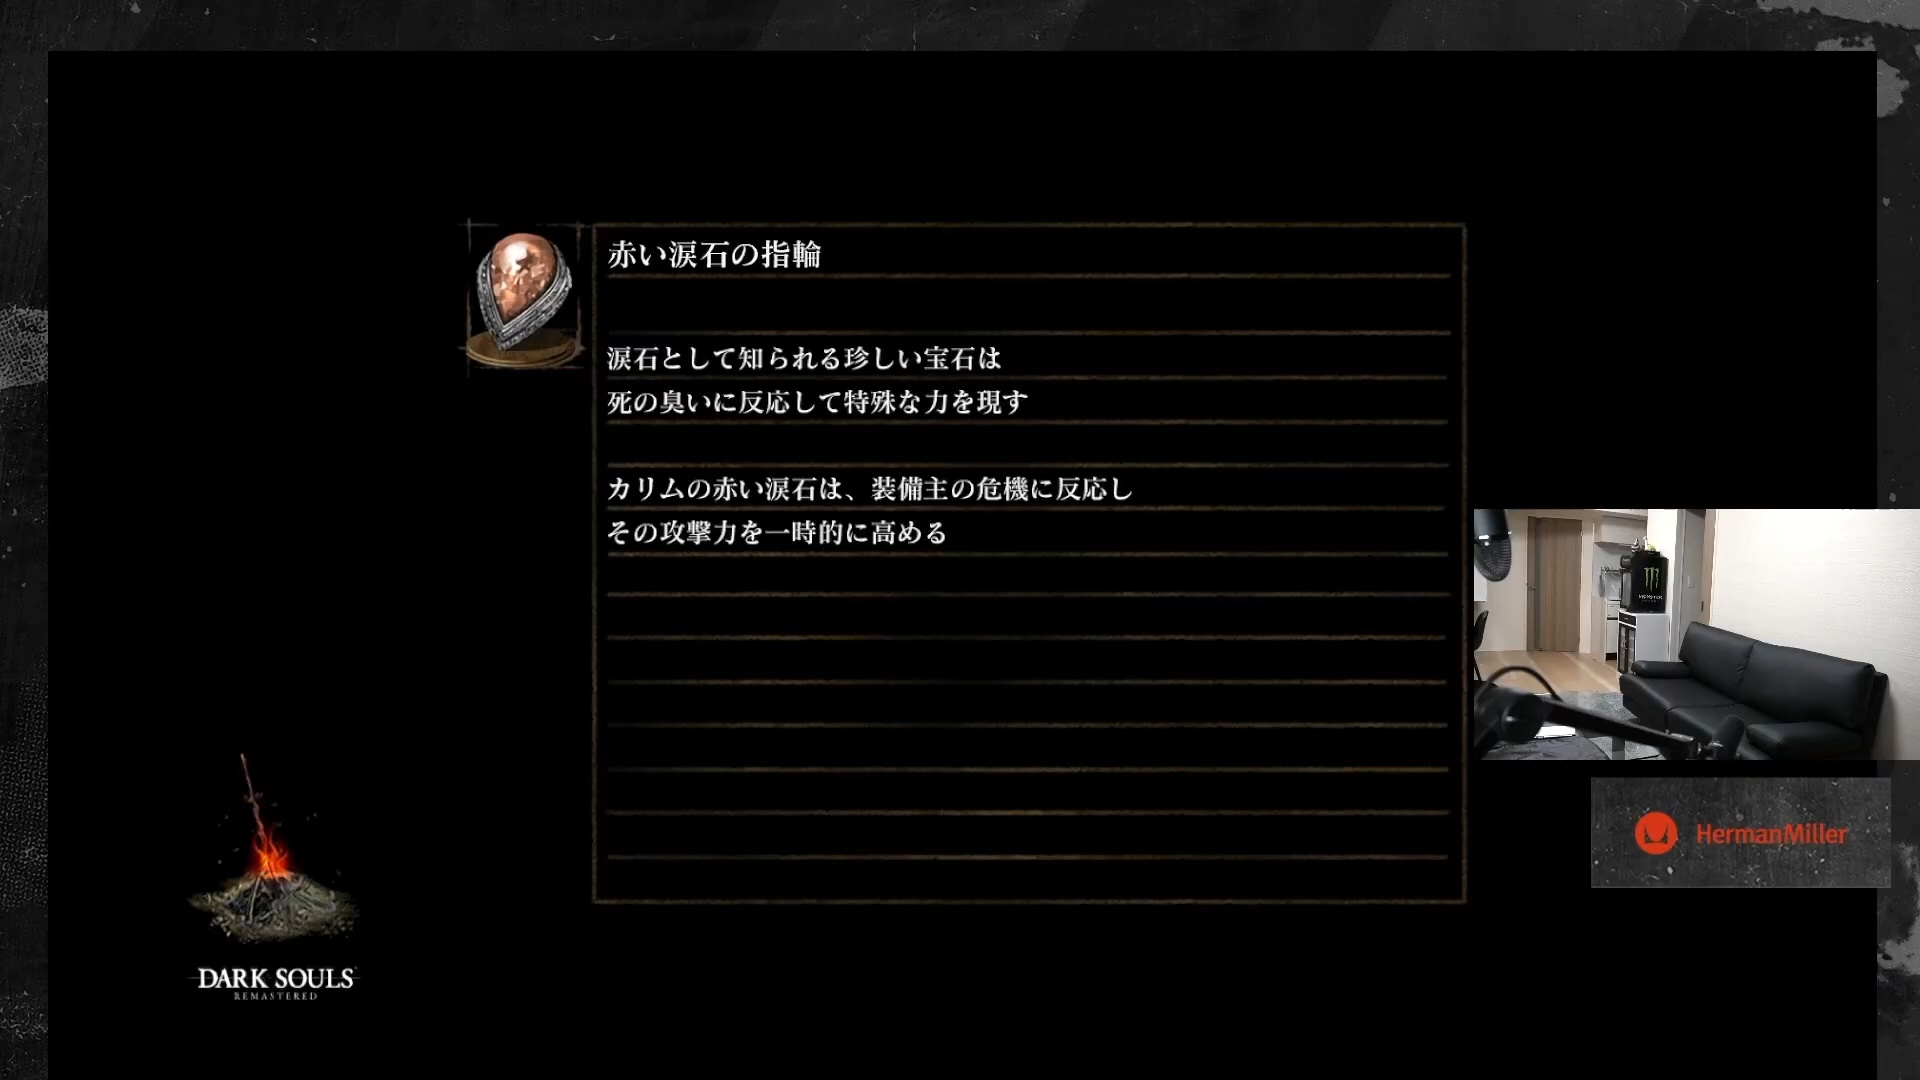 赤い涙石の指輪
涙石として知られる珍しい宝石は
死の臭いに反応して特殊な力を現す
カリムの赤い涙石は、装備主の危機に反応し
その攻撃力を一時的に高める
MONSTER
HermanMiller
DARK SOULS
REMASTERED